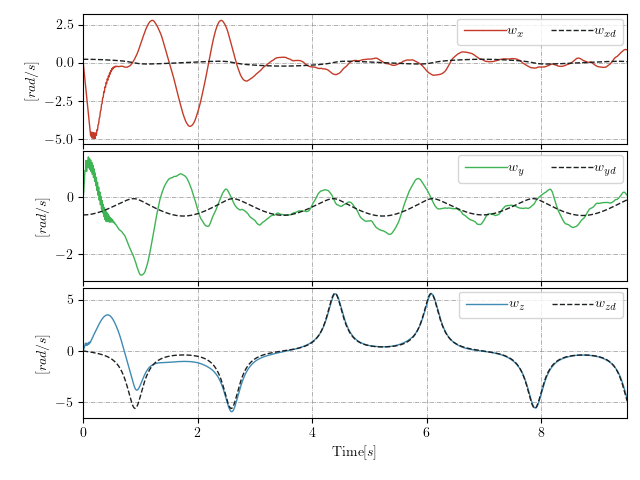 2.5
0.0
−2.5
−5.0
[rad/s]
w_x w_xd
0
−2
[rad/s]
w_y w_yd
5
0
−5
[rad/s]
w_z w_zd
0 2 4 6 8
Time[s]